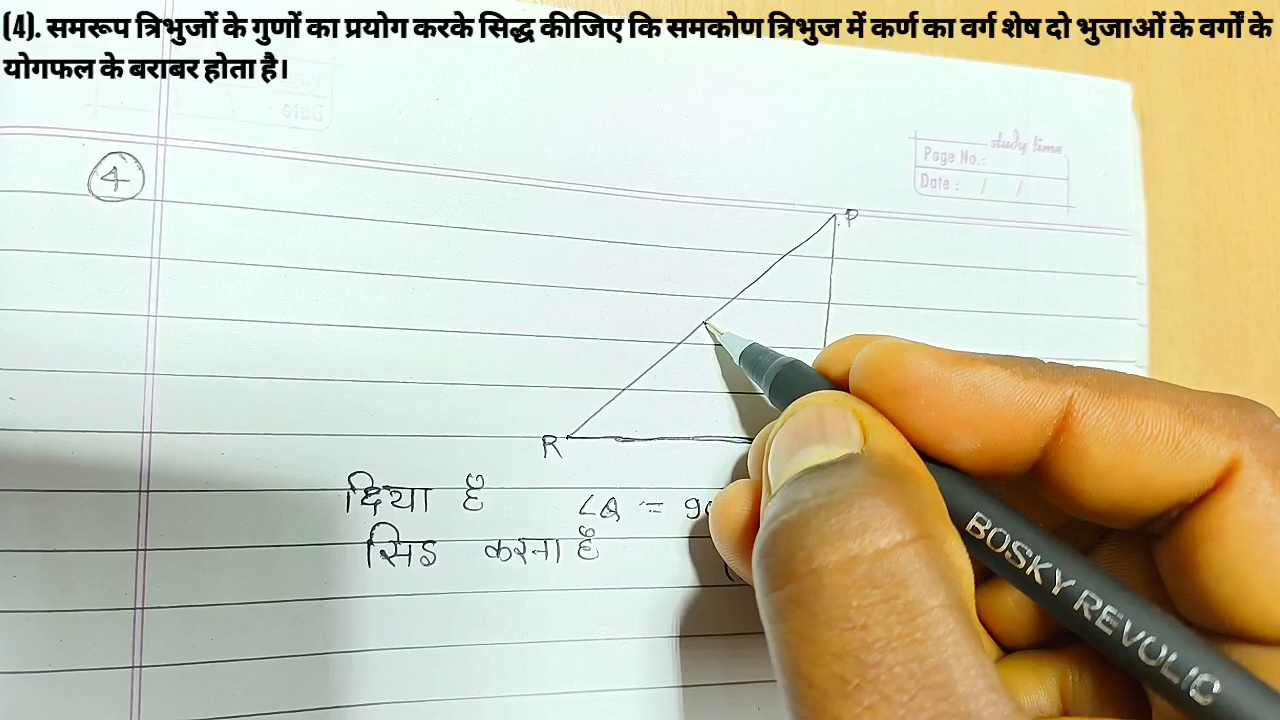 (4). समरूप त्रिभुजों के गुणों का प्रयोग करके सिद्ध कीजिए कि समकोण त्रिभुज में कर्ण का वर्ग शेष दो भुजाओं के वर्गों के
योगफल के बराबर होता है।
study time
Page No.:
Date : / /
4
P
R
दिया है ∠Q = 90
सिद्ध करना है
BOSKY REVOLIC